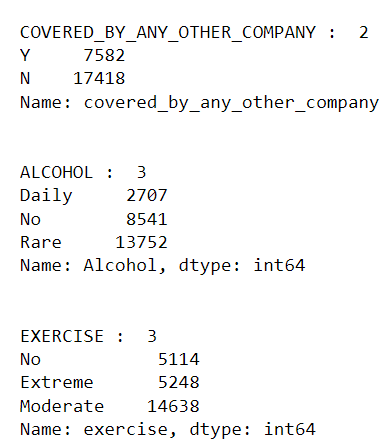 COVERED_BY_ANY_OTHER_COMPANY :  2
Y     7582
N    17418
Name: covered_by_any_other_company
ALCOHOL :  3
Daily     2707
No        8541
Rare     13752
Name: Alcohol, dtype: int64
EXERCISE :  3
No           5114
Extreme      5248
Moderate    14638
Name: exercise, dtype: int64